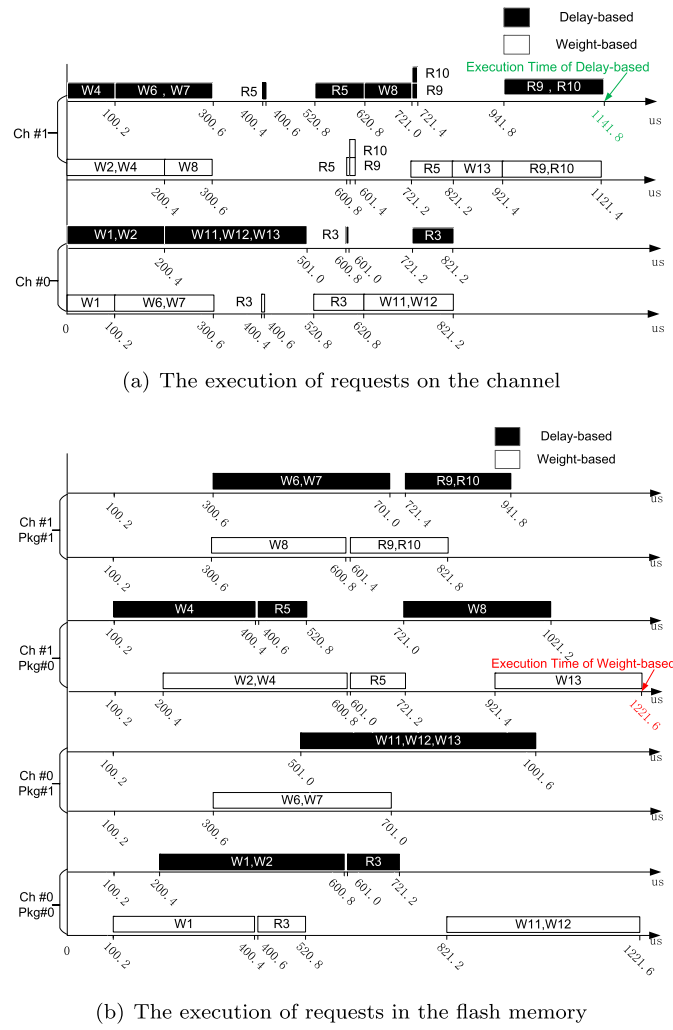 Delay-based
Weight-based
R10
Execution Time of Delay-based
W4 W6 , W7 R5 R5 W8 R9 R9 , R10
100.2 300.6 400.4 400.6 520.8 620.8 721.0 721.4 941.8 1141.8 us
Ch #1
R10
W2,W4 W8 R5 R9 R5 W13 R9,R10
200.4 300.6 600.8 601.4 721.2 821.2 921.4 1121.4 us
W1,W2 W11,W12,W13 R3 R3
200.4 501.0 600.8 601.0 721.2 821.2 us
Ch #0
W1 W6,W7 R3 R3 W11,W12
0 100.2 300.6 400.4 400.6 520.8 620.8 821.2 us
(a) The execution of requests on the channel
Delay-based
Weight-based
W6,W7 R9,R10
100.2 300.6 701.0 721.4 941.8 us
Ch #1
Pkg#1
W8 R9,R10
100.2 300.6 600.8 601.4 821.8 us
W4 R5 W8
100.2 400.4 400.6 520.8 721.0 1021.2 us
Ch #1
Pkg#0
Execution Time of Weight-based
W2,W4 R5 W13
100.2 200.4 600.8 601.0 721.2 921.4 1221.6 us
W11,W12,W13
100.2 501.0 1001.6 us
Ch #0
Pkg#1
W6,W7
100.2 300.6 701.0 us
W1,W2 R3
200.4 600.8 601.0 721.2 us
Ch #0
Pkg#0
W1 R3 W11,W12
0 100.2 400.4 400.6 520.8 821.2 1221.6 us
(b) The execution of requests in the flash memory